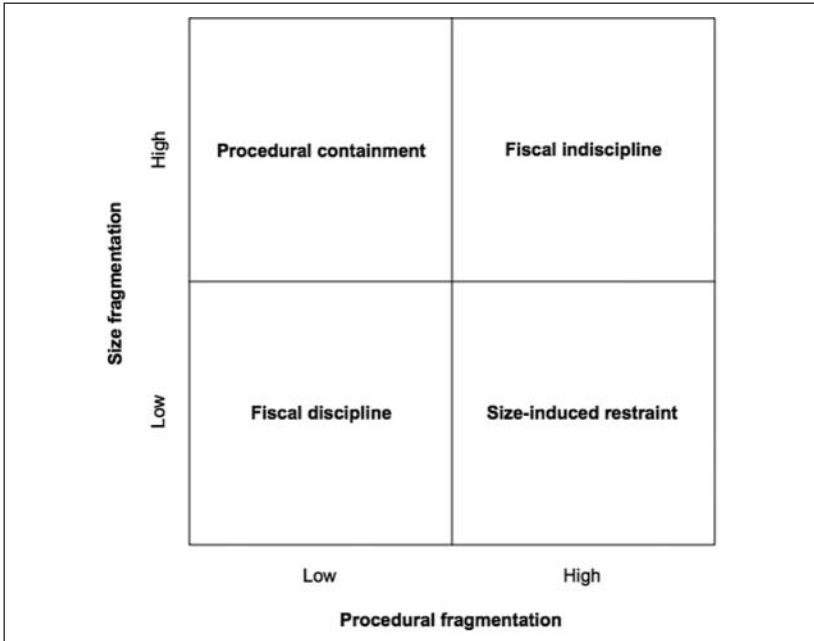 High
Procedural containment
Fiscal indiscipline
Size fragmentation
Low
Fiscal discipline
Size-induced restraint
Low
High
Procedural fragmentation